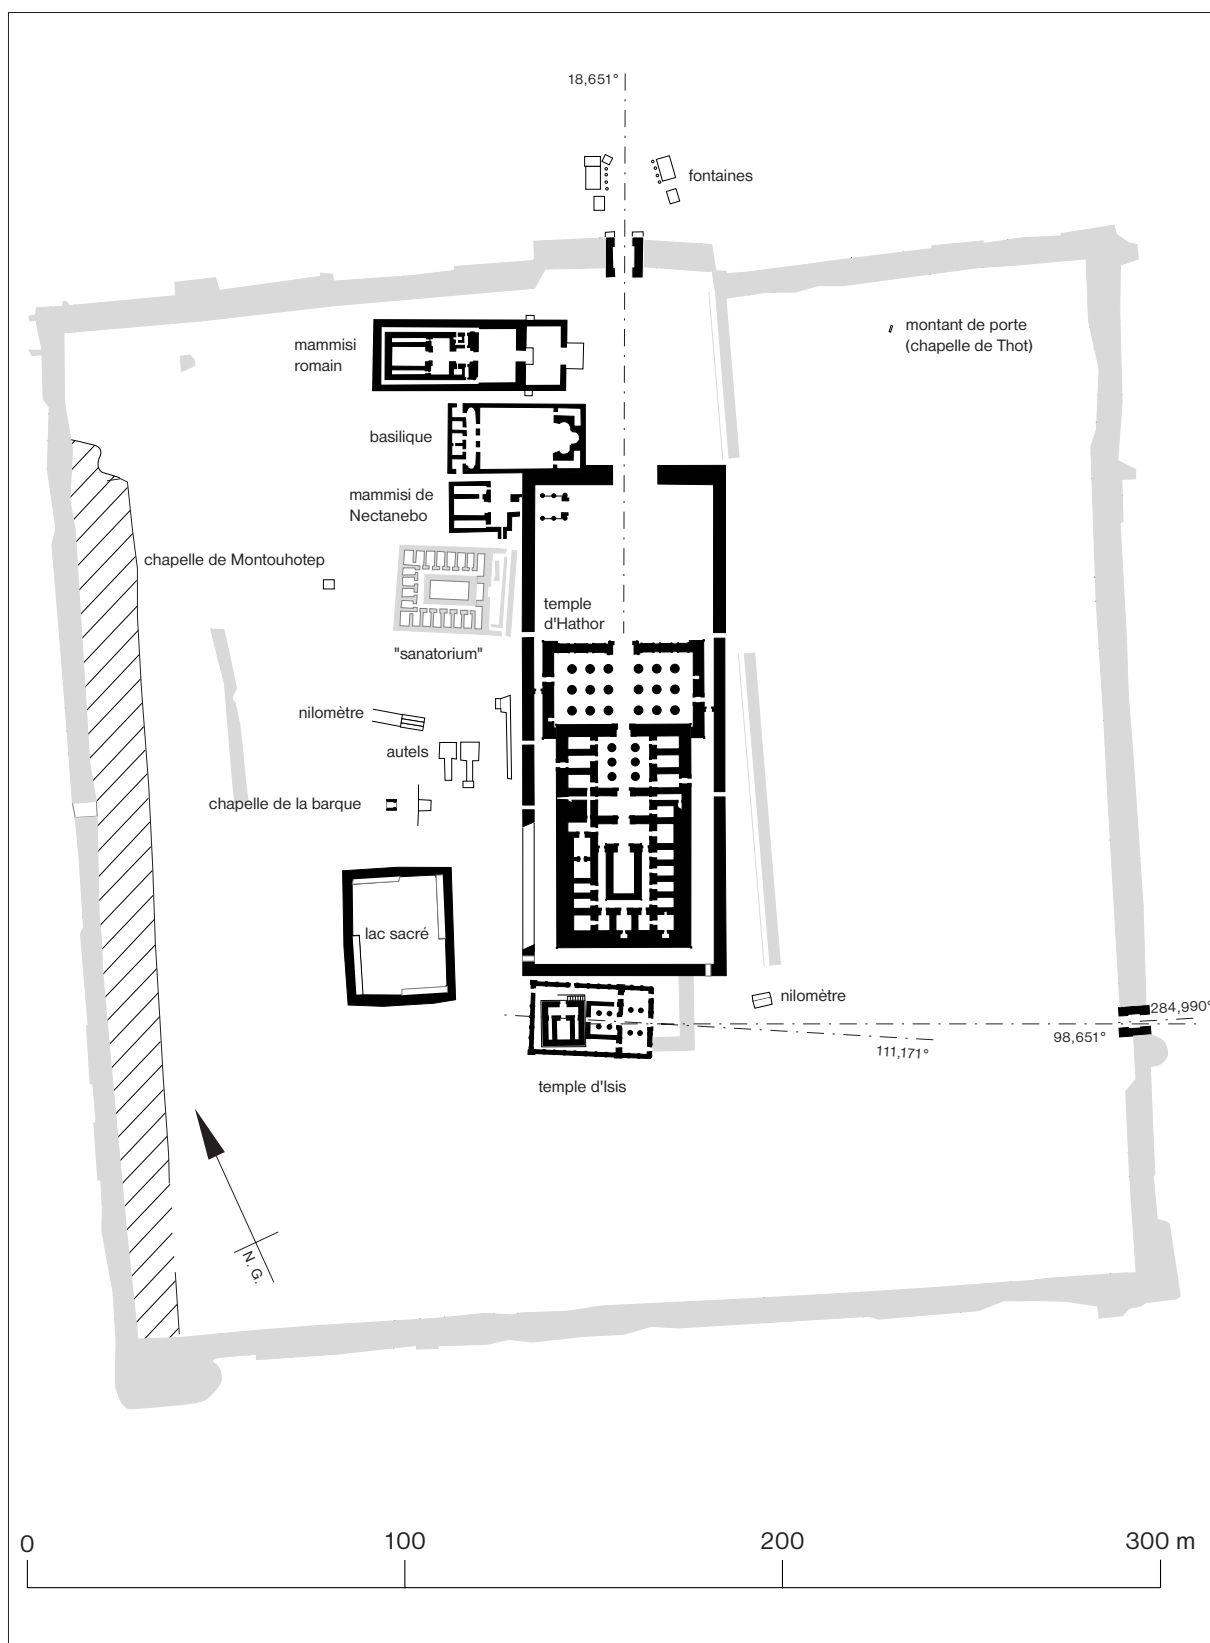 18,651°
fontaines
montant de porte
(chapelle de Thot)
mammisi
romain
basilique
mammisi de
Nectanebo
chapelle de Montouhotep
temple
d'Hathor
"sanatorium"
nilomètre
autels
chapelle de la barque
lac sacré
nilomètre
284,990°
98,651°
111,171°
temple d'Isis
N. G.
0 100 200 300 m